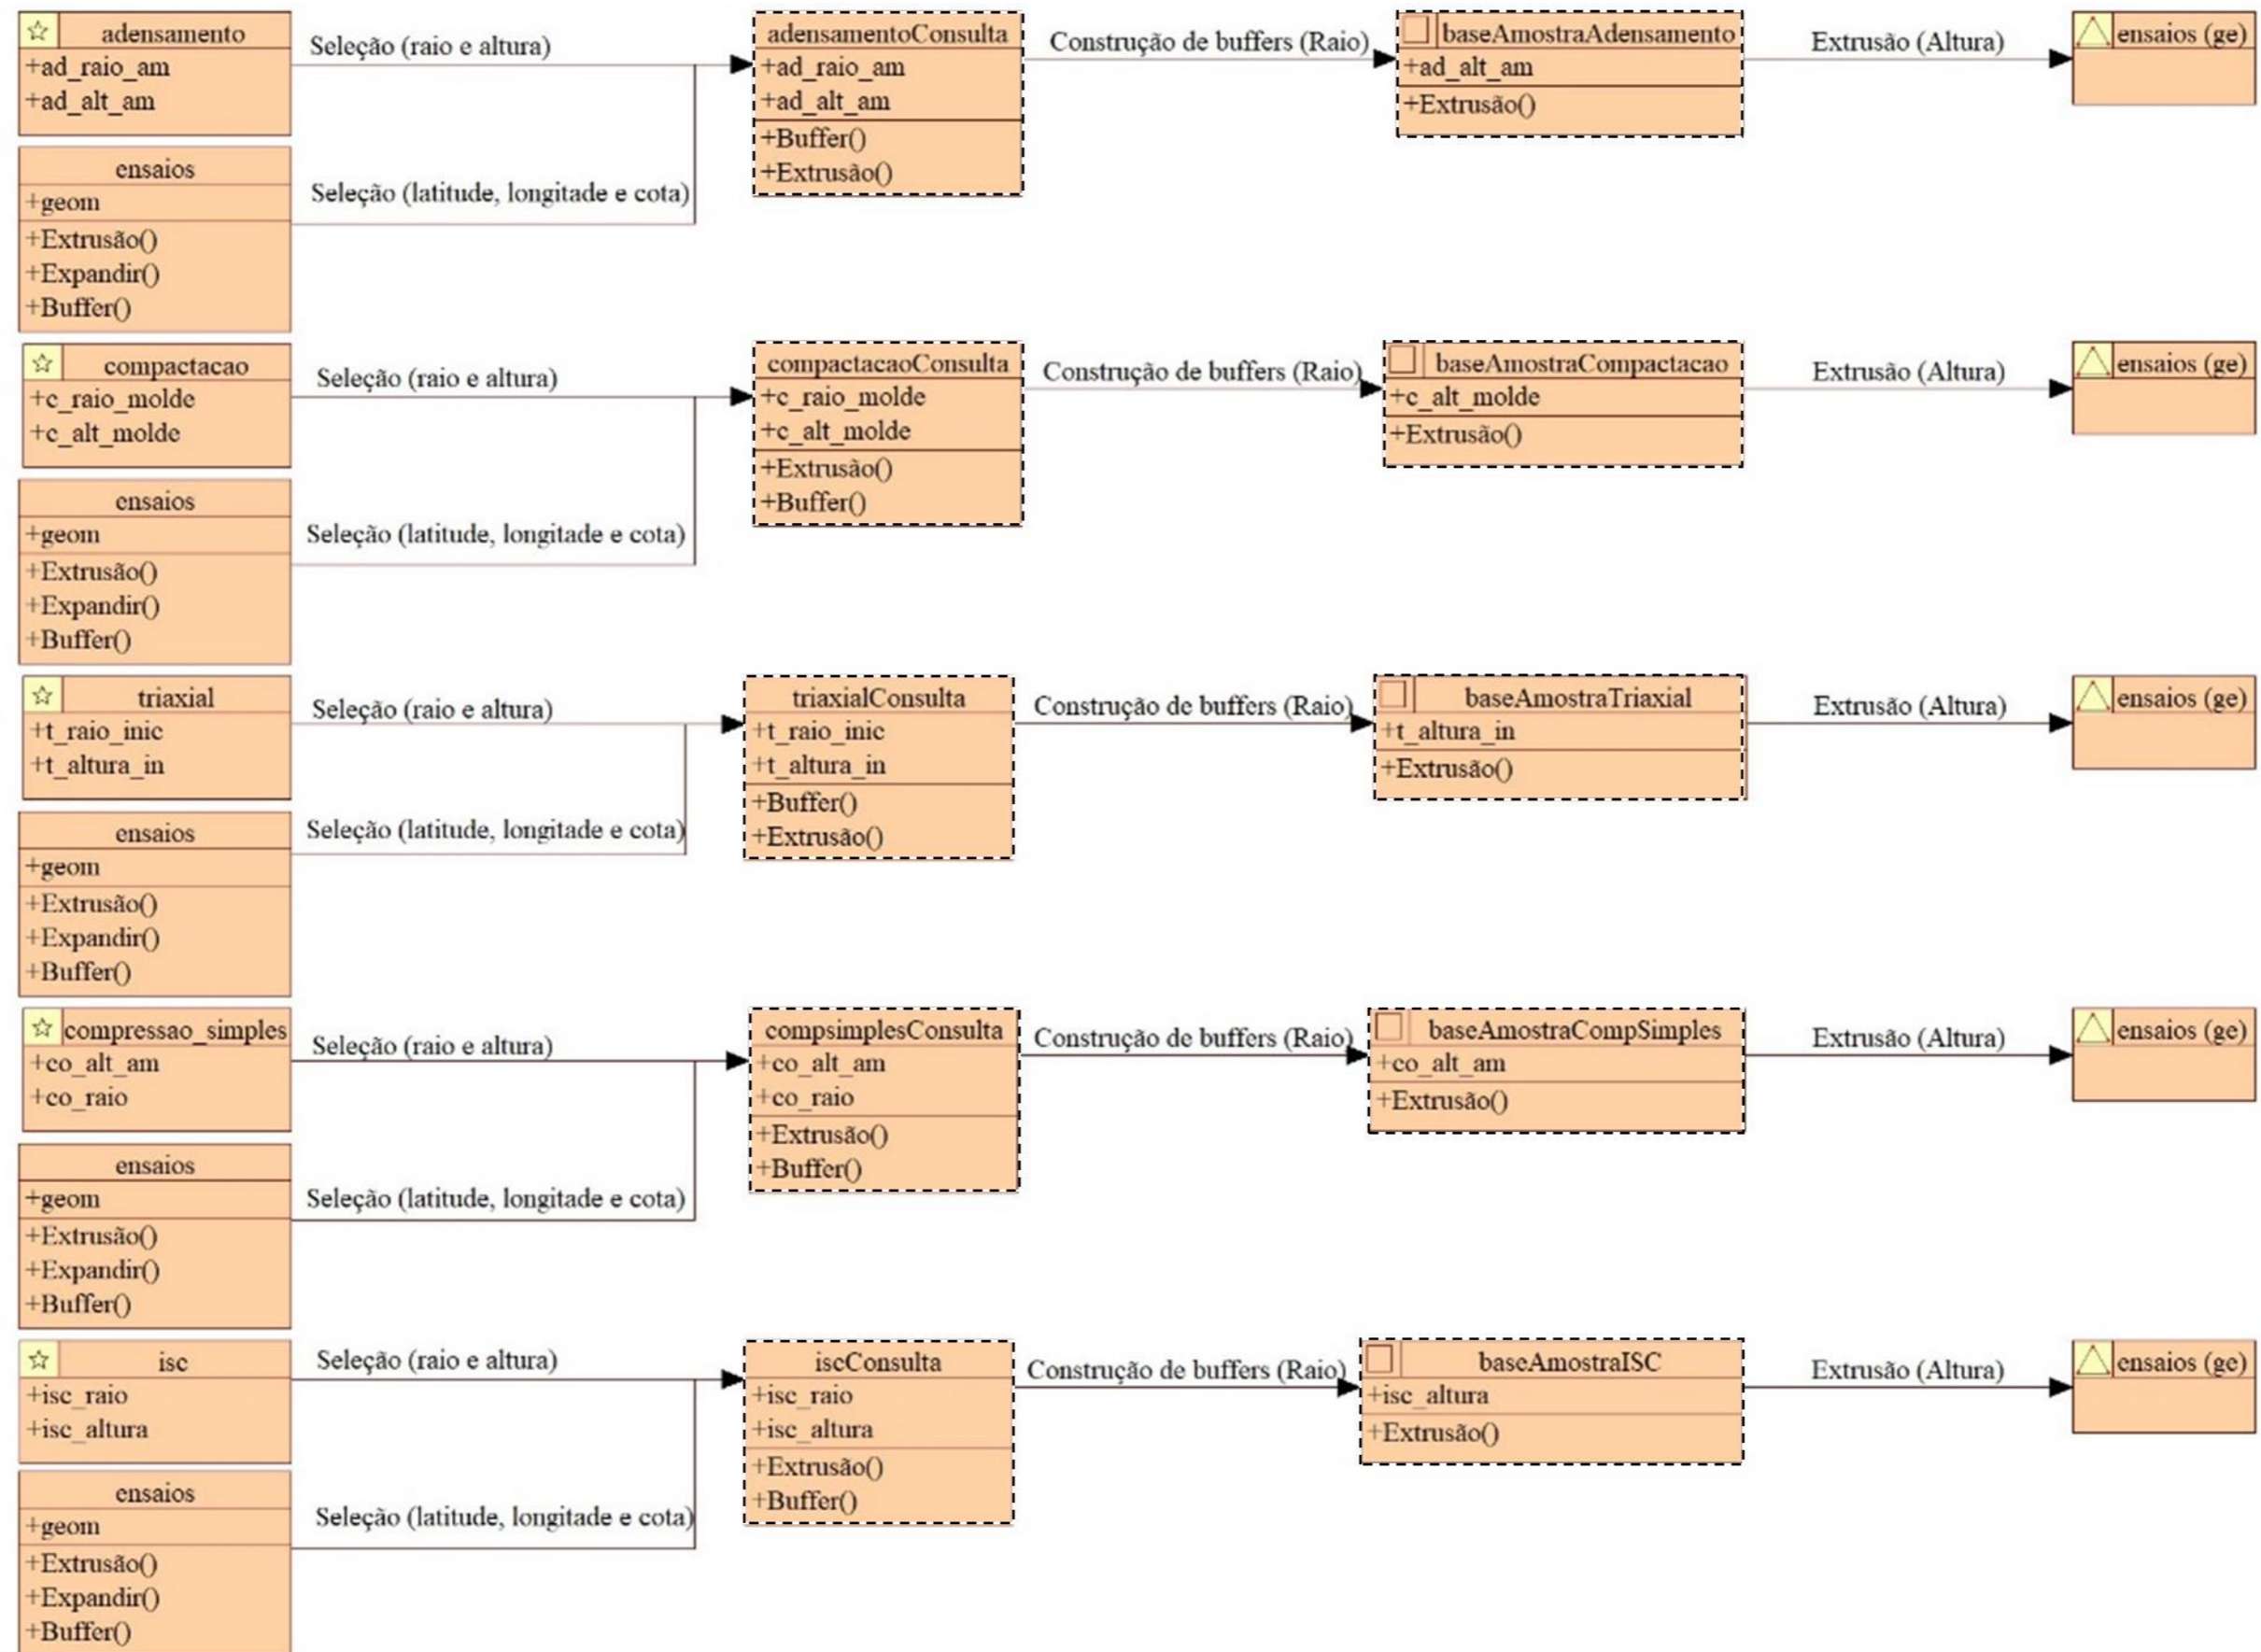 adensamento
+ad_raio_am
+ad_alt_am
Seleção (raio e altura)
ensaios
+geom
+Extrusão()
+Expandir()
+Buffer()
Seleção (latitude, longitade e cota)
adensamentoConsulta
+ad_raio_am
+ad_alt_am
+Buffer()
+Extrusão()
Construção de buffers (Raio)
baseAmostraAdensamento
+ad_alt_am
+Extrusão()
Extrusão (Altura)
ensaios (ge)
compactacao
+c_raio_molde
+c_alt_molde
Seleção (raio e altura)
ensaios
+geom
+Extrusão()
+Expandir()
+Buffer()
Seleção (latitude, longitade e cota)
compactacaoConsulta
+c_raio_molde
+c_alt_molde
+Extrusão()
+Buffer()
Construção de buffers (Raio)
baseAmostraCompactacao
+c_alt_molde
+Extrusão()
Extrusão (Altura)
ensaios (ge)
triaxial
+t_raio_inic
+t_altura_in
Seleção (raio e altura)
ensaios
+geom
+Extrusão()
+Expandir()
+Buffer()
Seleção (latitude, longitade e cota)
triaxialConsulta
+t_raio_inic
+t_altura_in
+Buffer()
+Extrusão()
Construção de buffers (Raio)
baseAmostraTriaxial
+t_altura_in
+Extrusão()
Extrusão (Altura)
ensaios (ge)
compressao_simples
+co_alt_am
+co_raio
Seleção (raio e altura)
ensaios
+geom
+Extrusão()
+Expandir()
+Buffer()
Seleção (latitude, longitade e cota)
compsimplesConsulta
+co_alt_am
+co_raio
+Extrusão()
+Buffer()
Construção de buffers (Raio)
baseAmostraCompSimples
+co_alt_am
+Extrusão()
Extrusão (Altura)
ensaios (ge)
isc
+isc_raio
+isc_altura
Seleção (raio e altura)
ensaios
+geom
+Extrusão()
+Expandir()
+Buffer()
Seleção (latitude, longitade e cota)
iscConsulta
+isc_raio
+isc_altura
+Extrusão()
+Buffer()
Construção de buffers (Raio)
baseAmostraISC
+isc_altura
+Extrusão()
Extrusão (Altura)
ensaios (ge)